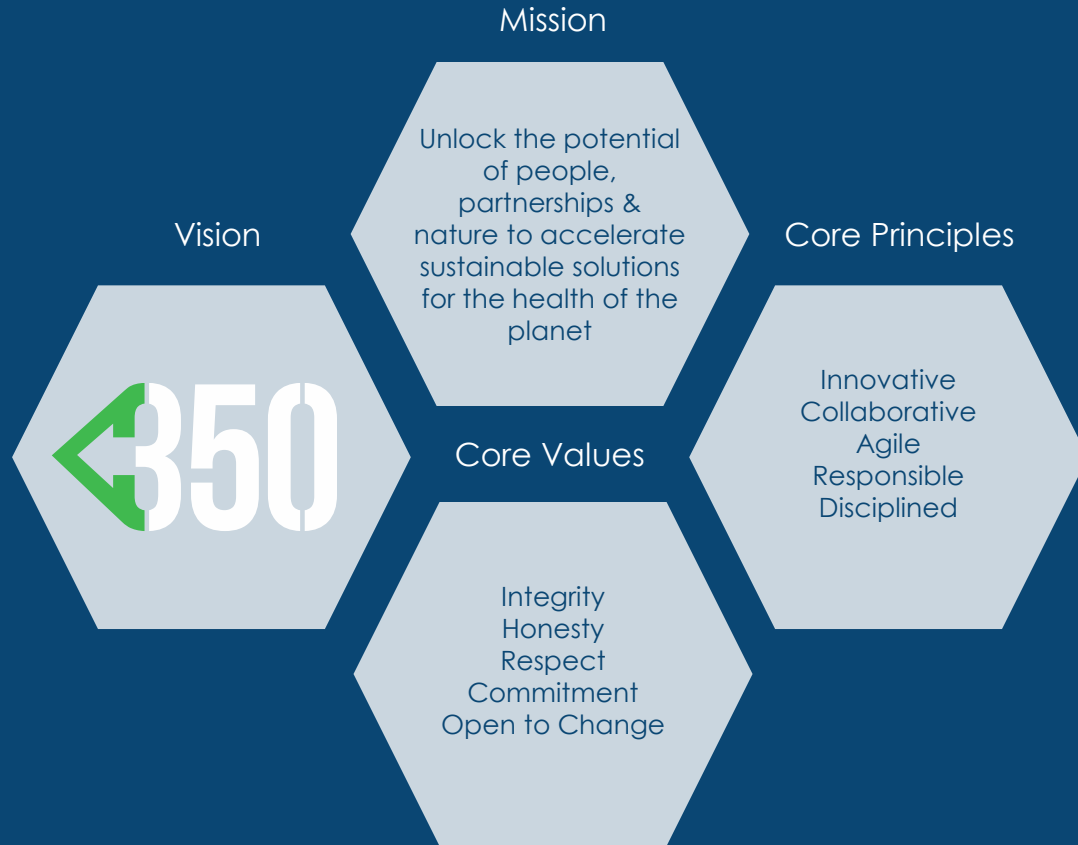 Mission
Unlock the potential
of people,
partnerships &
nature to accelerate
sustainable solutions
for the health of the
planet
Vision
350
Core Principles
Innovative
Collaborative
Agile
Responsible
Disciplined
Core Values
Integrity
Honesty
Respect
Commitment
Open to Change